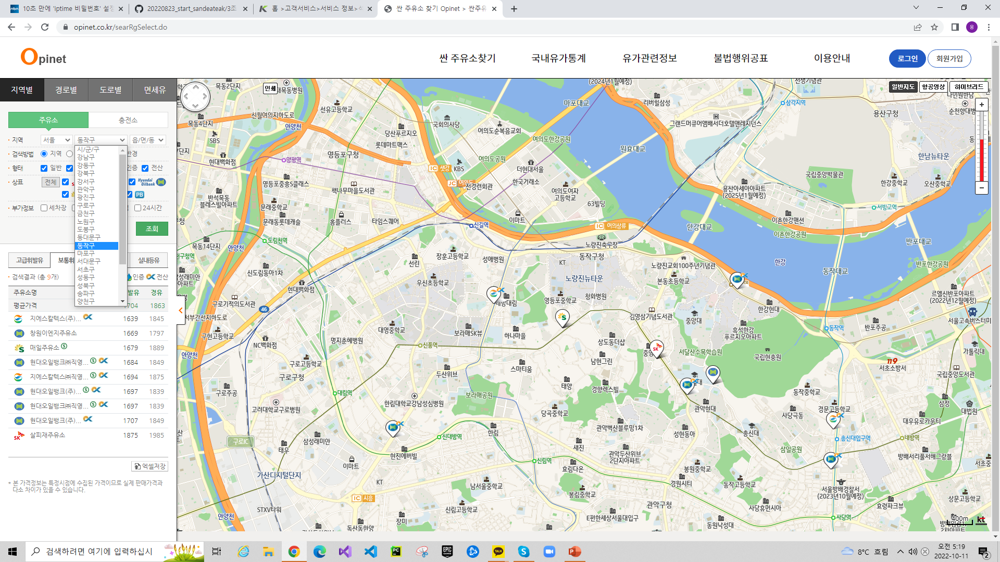 10초 만에 'iptime 비밀번호' 설정
20220823_start_sandeateak/3조
홈 >고객서비스>서비스 정보>석
싼 주유소 찾기 Opinet > 싼주유
opinet.co.kr/searRgSelect.do
Opinet
싼 주유소찾기
국내유가통계
유가관련정보
불법행위공표
이용안내
로그인
회원가입
지역별
경로별
도로별
면세유
주유소
충전소
지역
서울
동작구
읍/면/동
검색방법
지역
반경
형태
일반
인증
전산
상표
전체
Hyundai Oilbank
PB
부가정보
세차장
24시간
조회
시/군/구
강남구
강동구
강북구
강서구
관악구
광진구
구로구
금천구
노원구
도봉구
동대문구
동작구
마포구
서대문구
서초구
성동구
성북구
송파구
양천구
고급휘발유
보통휘
실내등유
검색결과 (총 9개)
인증
전산
주유소명
발유
경유
평균가격 1704 1863
지에스칼텍스(주)... 1639 1845
창원이엔지주유소 1669 1797
매일주유소 1679 1889
현대오일뱅크㈜직영... 1684 1849
지에스칼텍스㈜직영... 1694 1875
현대오일뱅크(주)... 1697 1839
현대오일뱅크㈜직영... 1697 1839
현대오일뱅크(주)... 1707 1849
살피재주유소 1875 1985
엑셀저장
* 본 가격정보는 특정시점에 수집된 가격이므로 실제 판매가격과
다소 차이가 있을 수 있습니다.
인쇄
일반지도
항공영상
하이브리드
목동2단지
대목동병원
(2024년1월예정)
마포대교
리버힐삼성
전쟁기념관
삼각지역
용산구청
나인원한남
순천향대병
선유고등학교
신월여의지하도로
안양천
목동4단지
SBS
당산푸르지오
롯데마트맥스
국회의사당
여의도순복음교회
여의도한강공원
그랜드머큐어앰배서더호텔앤레지던스
원효대교
한남뉴타운
현대백화점
양평역
영등포구청
여의도공원
IC 샛강
KBS
더현대서울
한국거래소
JC 여의도
전경련회관
국립중앙박물관
한강중학교
오산중학교
영등포중흥S클래스
책나무마을도서관
여의도여자
고등학교
63빌딩
용산아세아아파트
(2025년1월예정)
서빙고역
반석목동
블레스빌아파트
문래중학교
문래동롯데캐슬
홈플러스
타임스퀘어
신길역
이마트
IC 여의상류
한강대교
이촌한강맨션
이촌한강공원
반포대교
목동14단지
안양천
도림천역
노량진축구장
동작구청
한강
동작대교
반포한강공원
신도림동아1차
선린
장훈고등학교
성애병원
KT
노량진교회100주년기념관
우신초등학교
노량진뉴타운
본동초등학교
현대백화점
구로기적의도서관
46
영등포중학교
청화병원
한강현대
르엘신반포아파트
(2022년12월예정)
서부간선지하도로
구현고등학교
대영중학교
보라매SK뷰
하나마을
김영삼기념도서관
중앙대
흑석한강
푸르지오아파트
동작역
반포주공
서울고속버스터미
NC백화점
명지춘혜병원
신풍역
상도동더샵
서달산수목학습원
국립현충원
119
서초소방서
가톨릭대
안양천
구로고등학교
구로구청
두산위브
스마티움
남현그린
국립중앙도서관
구로주공
대림역
태양
경향렉스빌
동작중학교
고려대학교구로병원
한림대학교강남성심병원
보라매공원
당곡중학교
관악현대
사당극동
경문고등학교
삼정
대법원
대우유로카운티
구로IC
삼성래미안
신대방역
한림
관악벽산블루밍1차
성현동아
총신대
총신대입구역
내방역
태우
현진에버빌
새진
관악두산위브
2단지아파트
삼일공원
방배서리풀서해그랑블
이마트
신림역
봉원중학교
서초
가산디지털단지
KT
효림다온
경원시티
동작고등학교
남서울중학교
봉림중학교
서울방배경찰서
(2023년10월예정)
상문고등학교
IC 시흥
STXV타워
신림고등학교
관악구청
사당휴먼시아
효령파크뷰
안양천
장미
E편한세상서울대입구
사당역
독산동한양
동원낙성대
2차아파트
400m
kt
검색하려면 여기에 입력하십시
8°C 흐림
오전 5:19
2022-10-11
2